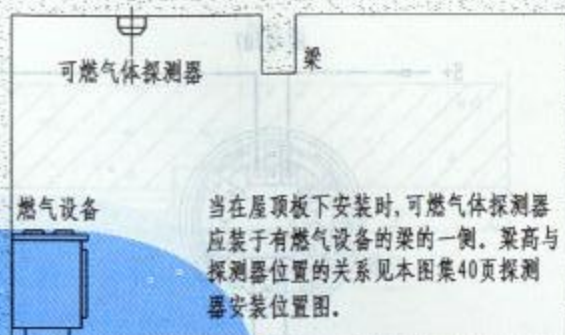 可燃气体探测器
梁
燃气设备
当在屋顶板下安装时,可燃气体探测器
应装于有燃气设备的梁的一侧。梁高与
探测器位置的关系见本图集40页探测
器安装位置图。